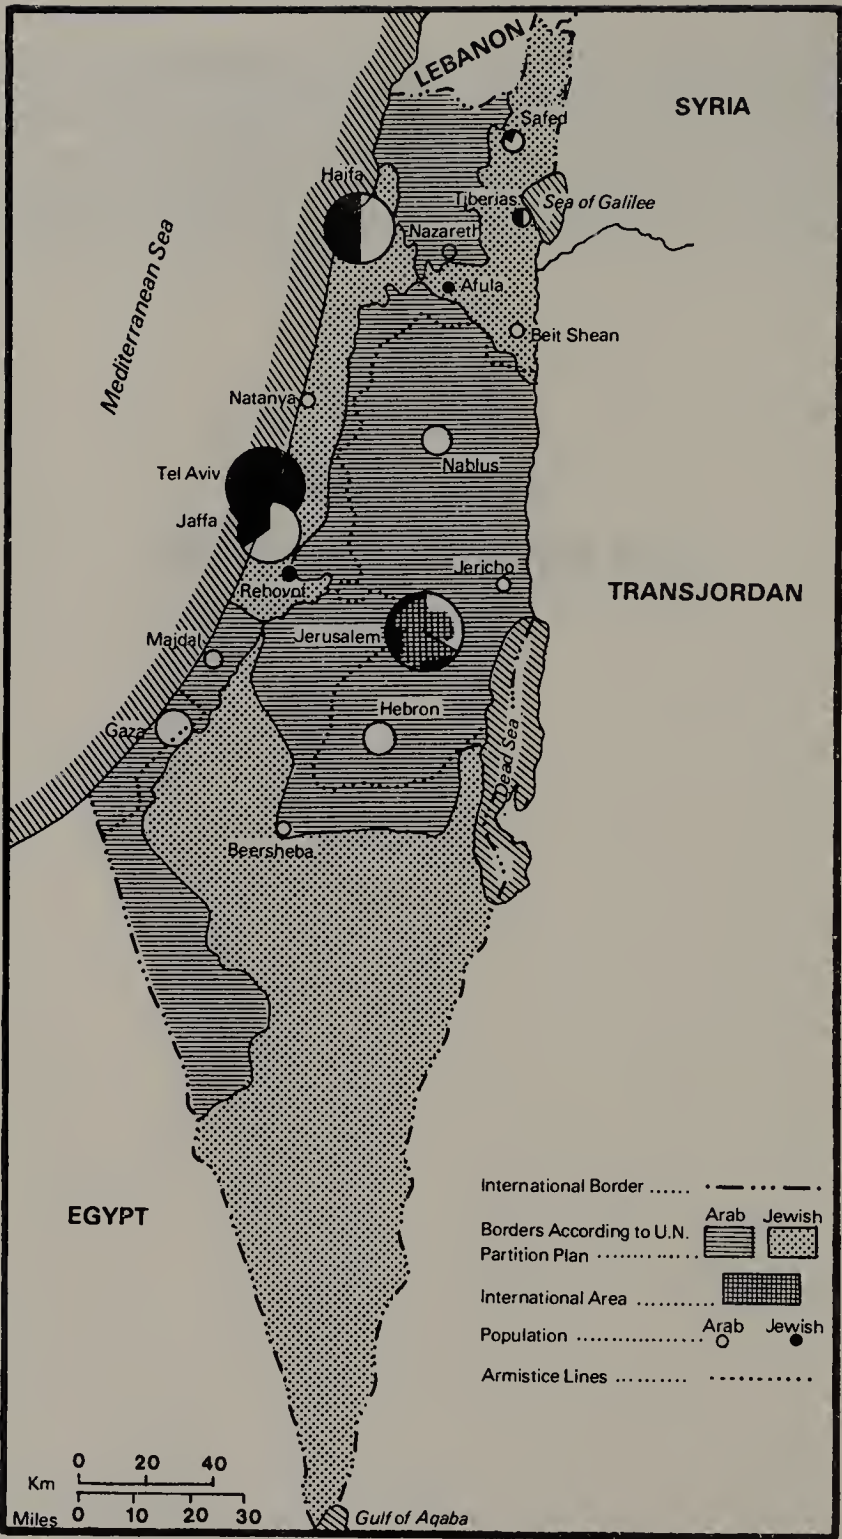 LEBANON
SYRIA
Safed
Haifa
Tiberias
Sea of Galilee
Nazareth
Mediterranean Sea
Afula
Beit Shean
Natanya
Nablus
Tel Aviv
Jaffa
Jericho
Rehovot
TRANSJORDAN
Jerusalem
Majdal
Hebron
Gaza
Dead Sea
Beersheba
EGYPT
International Border ......
Arab Jewish
Borders According to U.N.
Partition Plan ..............
International Area ...........
Arab Jewish
Population ..................
Armistice Lines .........
0 20 40
Km
Miles 0 10 20 30
Gulf of Aqaba